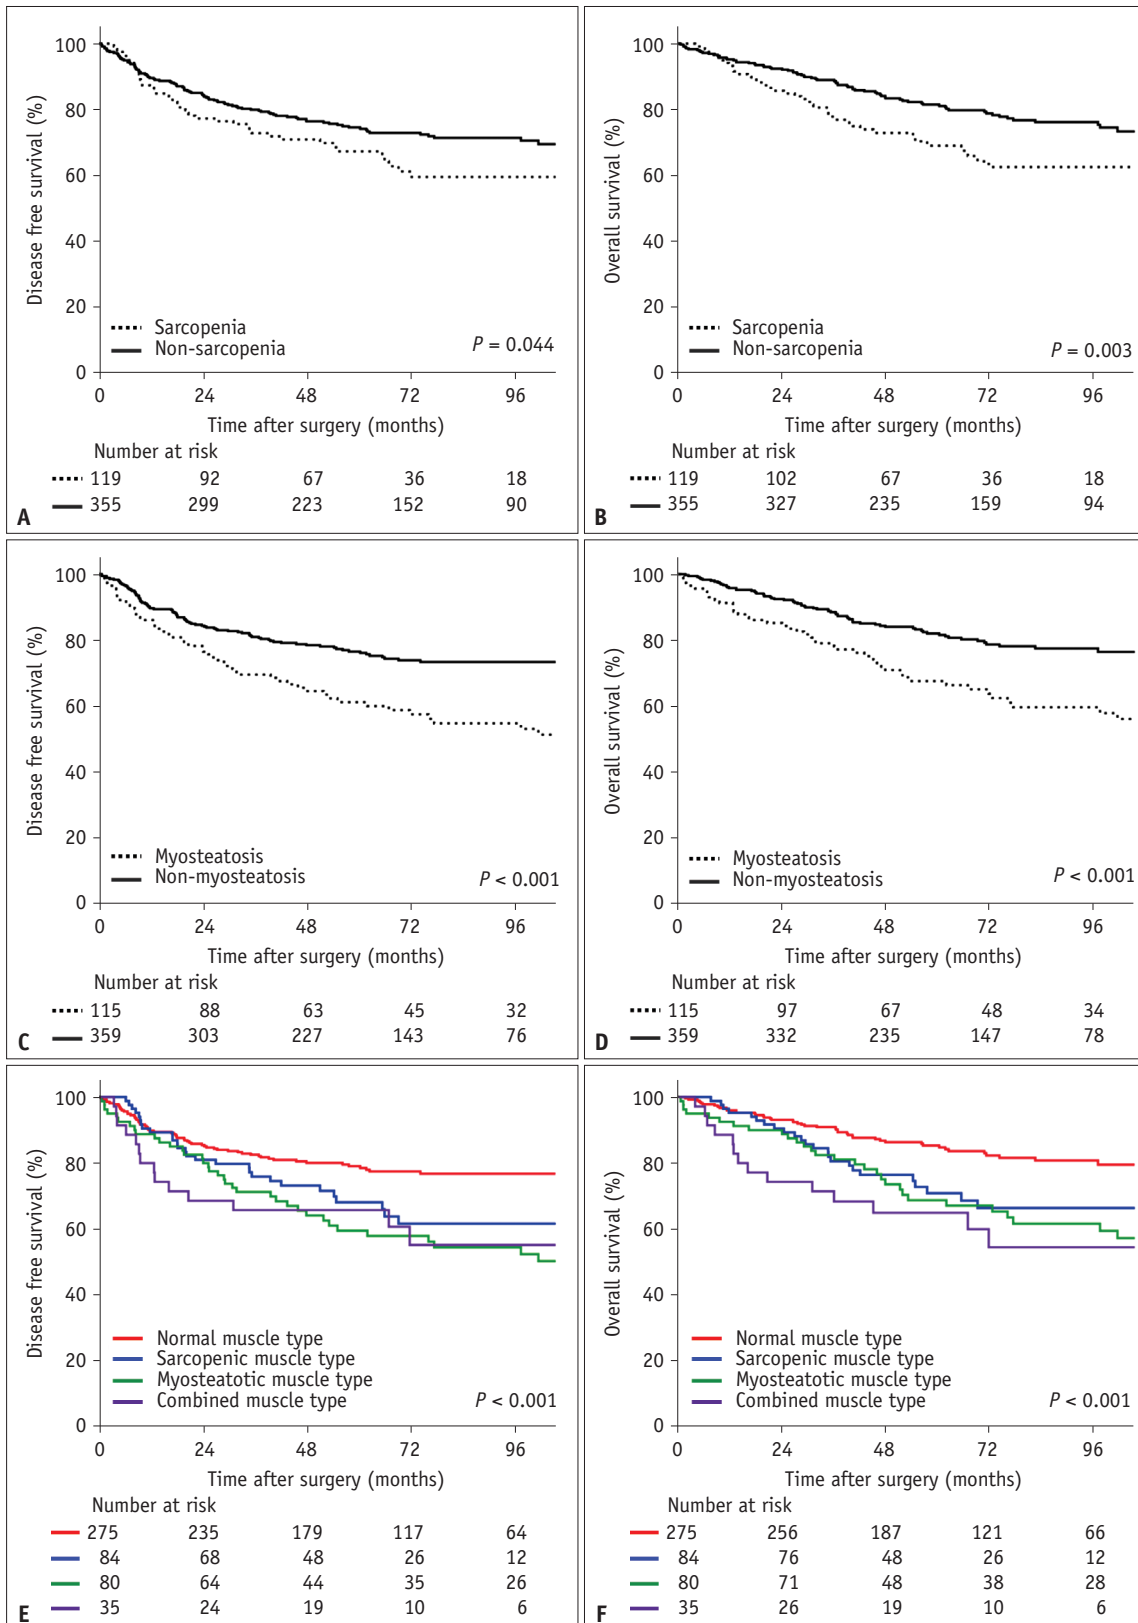 100
80
60
40
20
0
Disease free survival (%)
Sarcopenia
Non-sarcopenia
P = 0.044
0 24 48 72 96
Time after surgery (months)
Number at risk
119 92 67 36 18
355 299 223 152 90
A
100
80
60
40
20
0
Overall survival (%)
Sarcopenia
Non-sarcopenia
P = 0.003
0 24 48 72 96
Time after surgery (months)
Number at risk
119 102 67 36 18
355 327 235 159 94
B
100
80
60
40
20
0
Disease free survival (%)
Myosteatosis
Non-myosteatosis
P < 0.001
0 24 48 72 96
Time after surgery (months)
Number at risk
115 88 63 45 32
359 303 227 143 76
C
100
80
60
40
20
0
Overall survival (%)
Myosteatosis
Non-myosteatosis
P < 0.001
0 24 48 72 96
Time after surgery (months)
Number at risk
115 97 67 48 34
359 332 235 147 78
D
100
80
60
40
20
0
Disease free survival (%)
Normal muscle type
Sarcopenic muscle type
Myosteatotic muscle type
Combined muscle type
P < 0.001
0 24 48 72 96
Time after surgery (months)
Number at risk
275 235 179 117 64
84 68 48 26 12
80 64 44 35 26
35 24 19 10 6
E
100
80
60
40
20
0
Overall survival (%)
Normal muscle type
Sarcopenic muscle type
Myosteatotic muscle type
Combined muscle type
P < 0.001
0 24 48 72 96
Time after surgery (months)
Number at risk
275 256 187 121 66
84 76 48 26 12
80 71 48 38 28
35 26 19 10 6
F